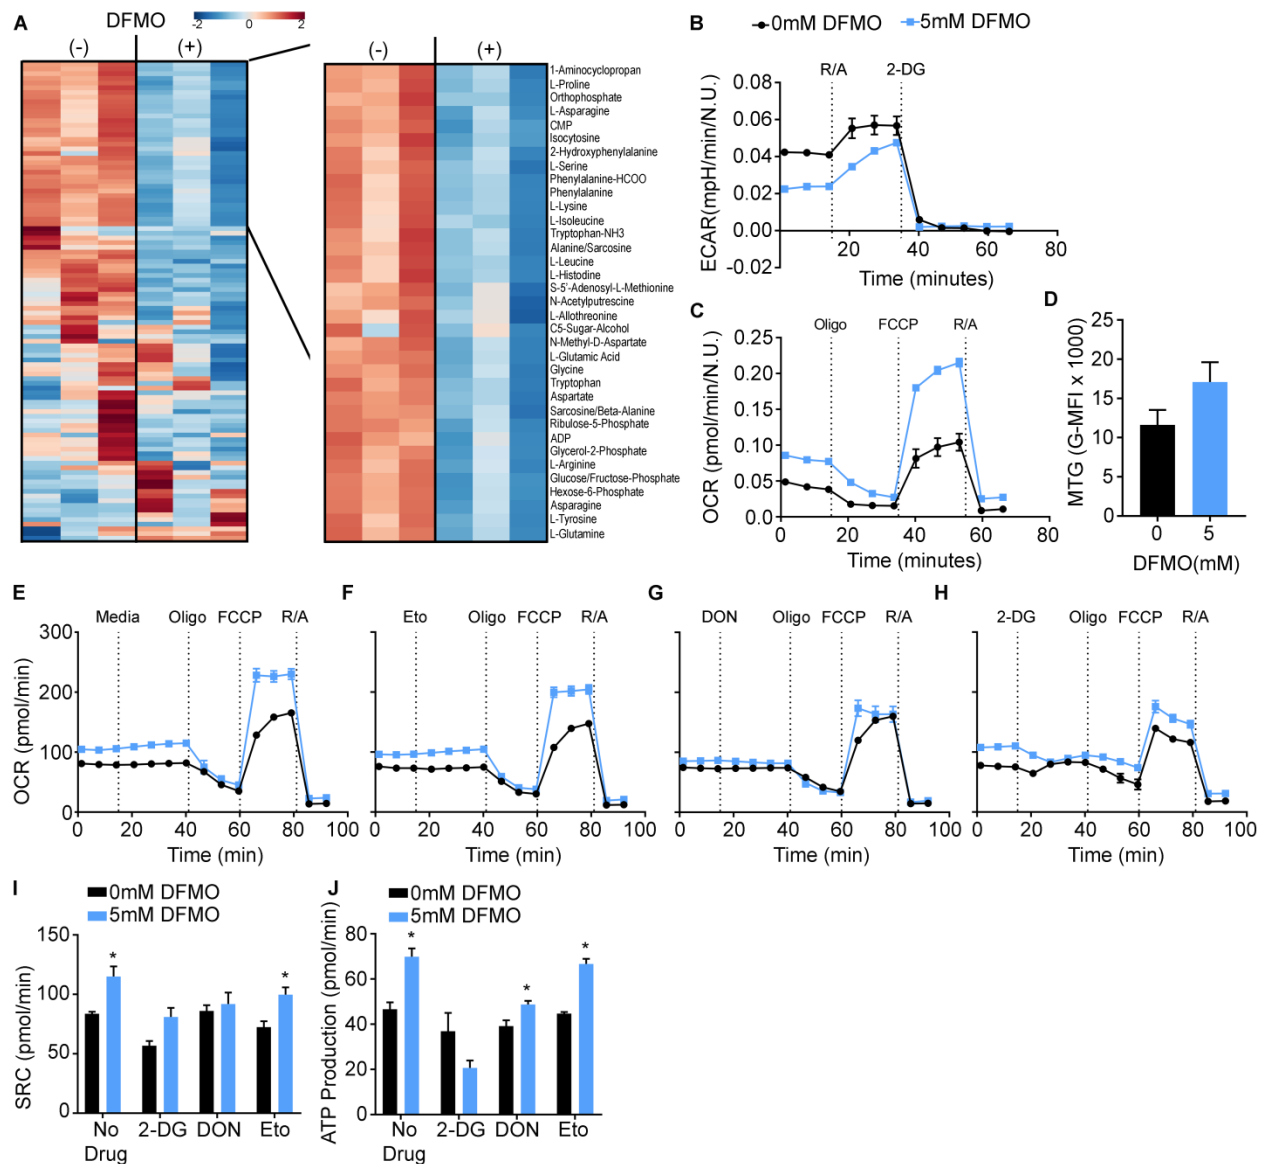 A
DFMO
-2 0 2
(-) (+)
(-) (+)
1-Aminocyclopropan
L-Proline
Orthophosphate
L-Asparagine
CMP
Isocytosine
2-Hydroxyphenylalanine
L-Serine
Phenylalanine-HCOO
Phenylalanine
L-Lysine
L-Isoleucine
Tryptophan-NH3
Alanine/Sarcosine
L-Leucine
L-Histodine
S-5'-Adenosyl-L-Methionine
N-Acetylputrescine
L-Allothreonine
C5-Sugar-Alcohol
N-Methyl-D-Aspartate
L-Glutamic Acid
Glycine
Tryptophan
Aspartate
Sarcosine/Beta-Alanine
Ribulose-5-Phosphate
ADP
Glycerol-2-Phosphate
L-Arginine
Glucose/Fructose-Phosphate
Hexose-6-Phosphate
Asparagine
L-Tyrosine
L-Glutamine
B
0mM DFMO 5mM DFMO
R/A 2-DG
ECAR(mpH/min/N.U.)
0.08
0.06
0.04
0.02
0.00
-0.02
20 40 60 80
Time (minutes)
C
Oligo FCCP R/A
OCR (pmol/min/N.U.)
0.25
0.20
0.15
0.10
0.05
0.0
0 20 40 60 80
Time (minutes)
D
MTG (G-MFI x 1000)
25
20
15
10
5
0
0 5
DFMO(mM)
E
Media Oligo FCCP R/A
OCR (pmol/min)
300
200
100
0
0 20 40 60 80 100
Time (min)
F
Eto Oligo FCCP R/A
0 20 40 60 80 100
Time (min)
G
DON Oligo FCCP R/A
0 20 40 60 80 100
Time (min)
H
2-DG Oligo FCCP R/A
0 20 40 60 80 100
Time (min)
I
0mM DFMO
5mM DFMO
SRC (pmol/min)
150
100
50
0
* *
No Drug 2-DG DON Eto
J
0mM DFMO
5mM DFMO
ATP Production (pmol/min)
80
60
40
20
0
* * *
No Drug 2-DG DON Eto